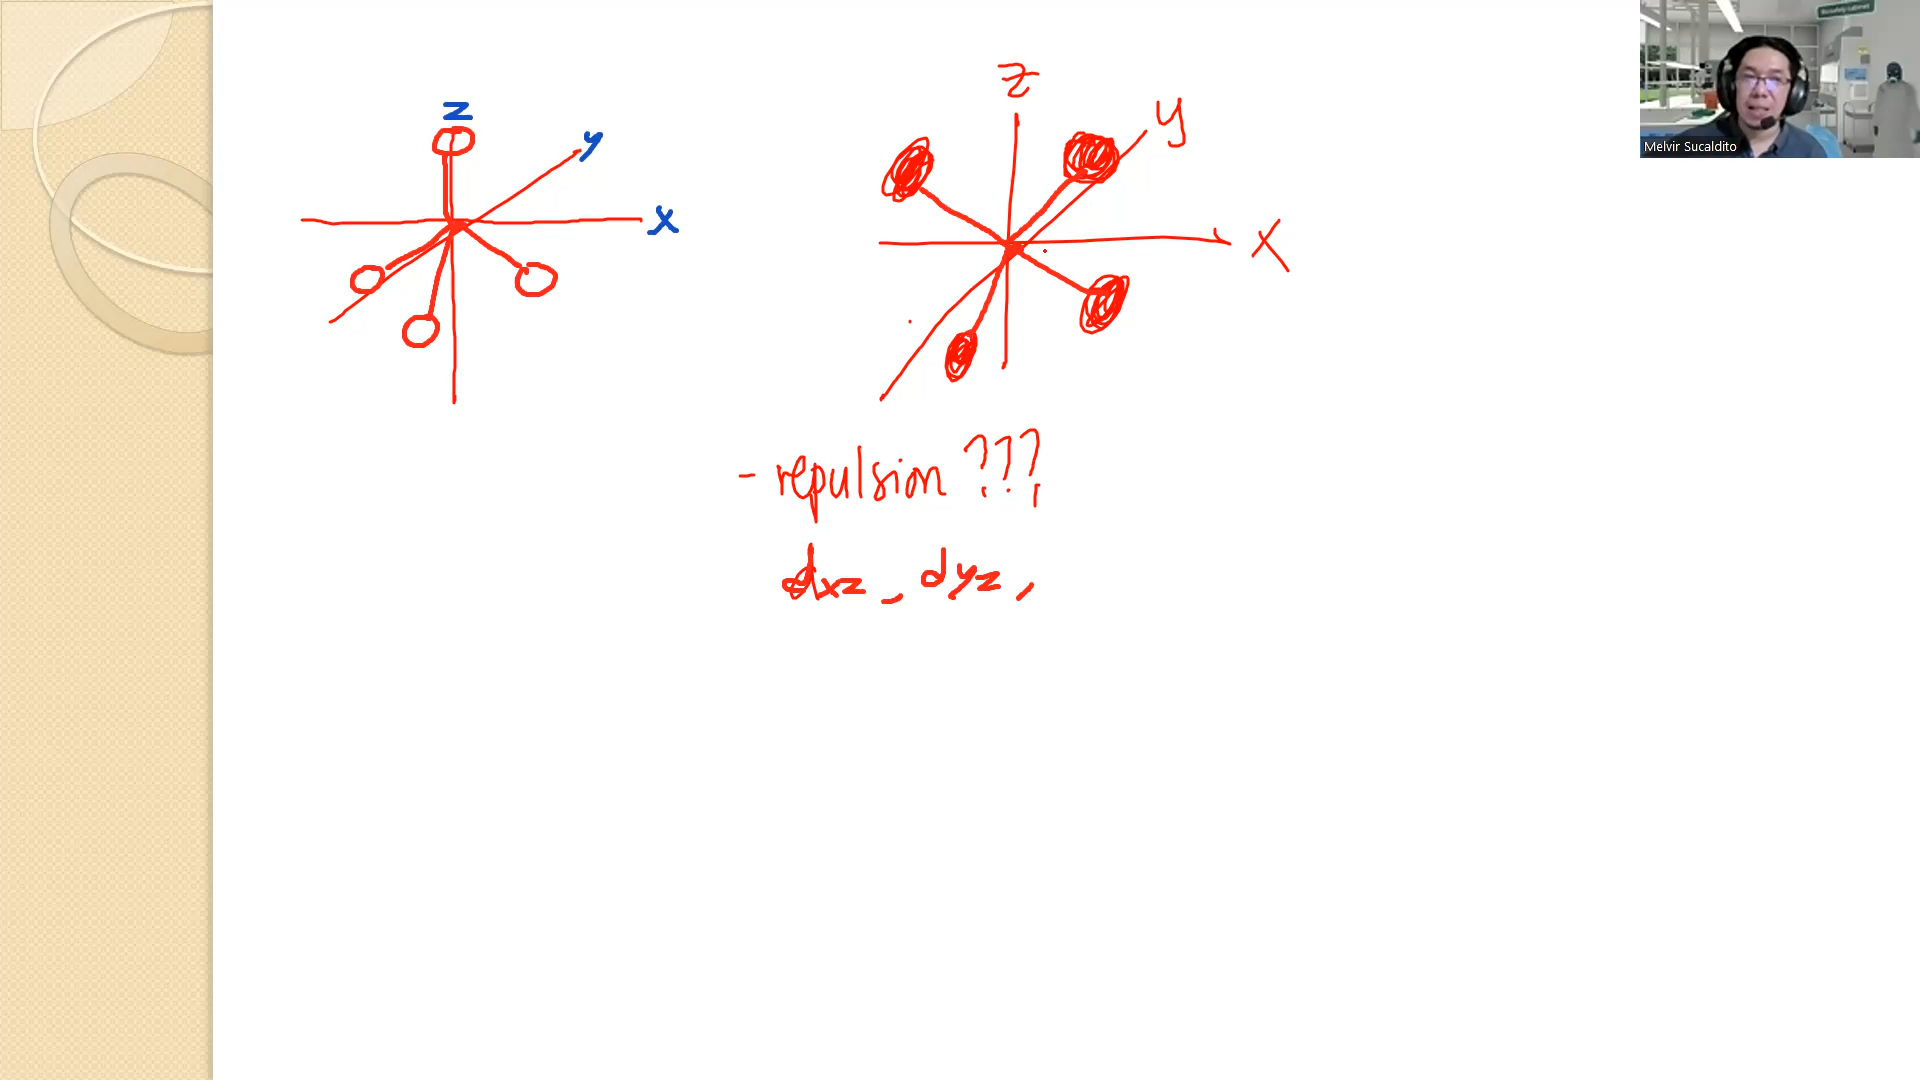 z
y
x
z
y
x
- repulsion ???
dxz, dyz,
Melvir Sucaldito